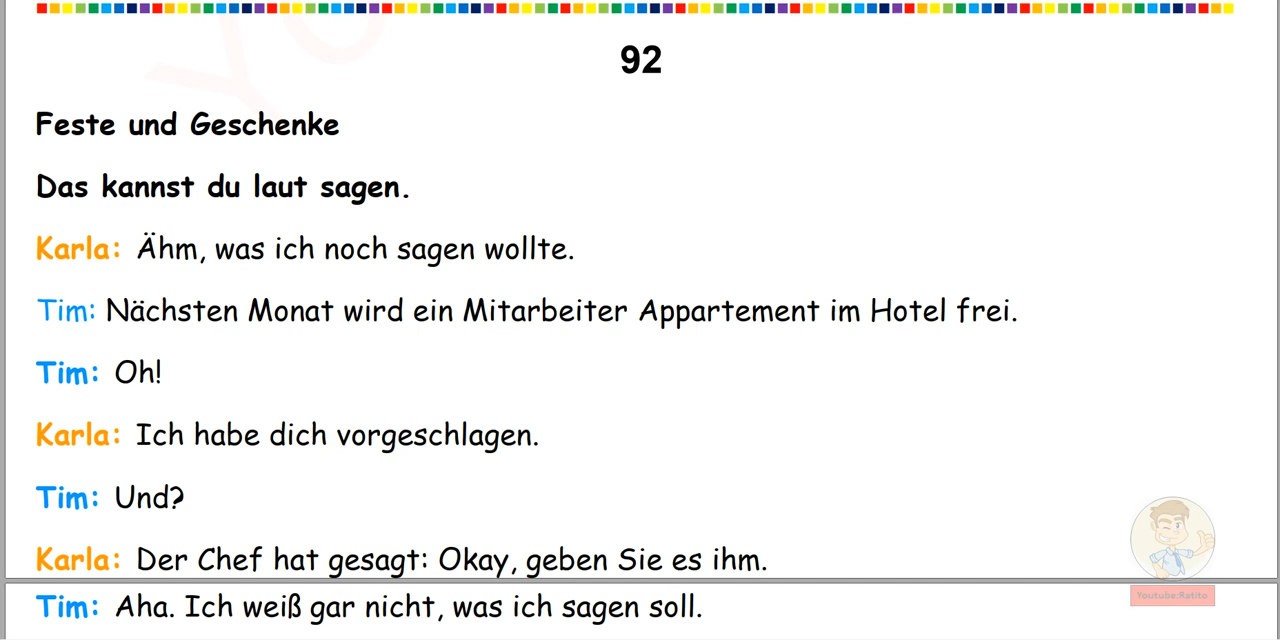 92
Feste und Geschenke
Das kannst du laut sagen.
Karla: Ähm, was ich noch sagen wollte.
Tim: Nächsten Monat wird ein Mitarbeiter Appartement im Hotel frei.
Tim: Oh!
Karla: Ich habe dich vorgeschlagen.
Tim: Und?
Karla: Der Chef hat gesagt: Okay, geben Sie es ihm.
Tim: Aha. Ich weiß gar nicht, was ich sagen soll.
Youtube:Ratito